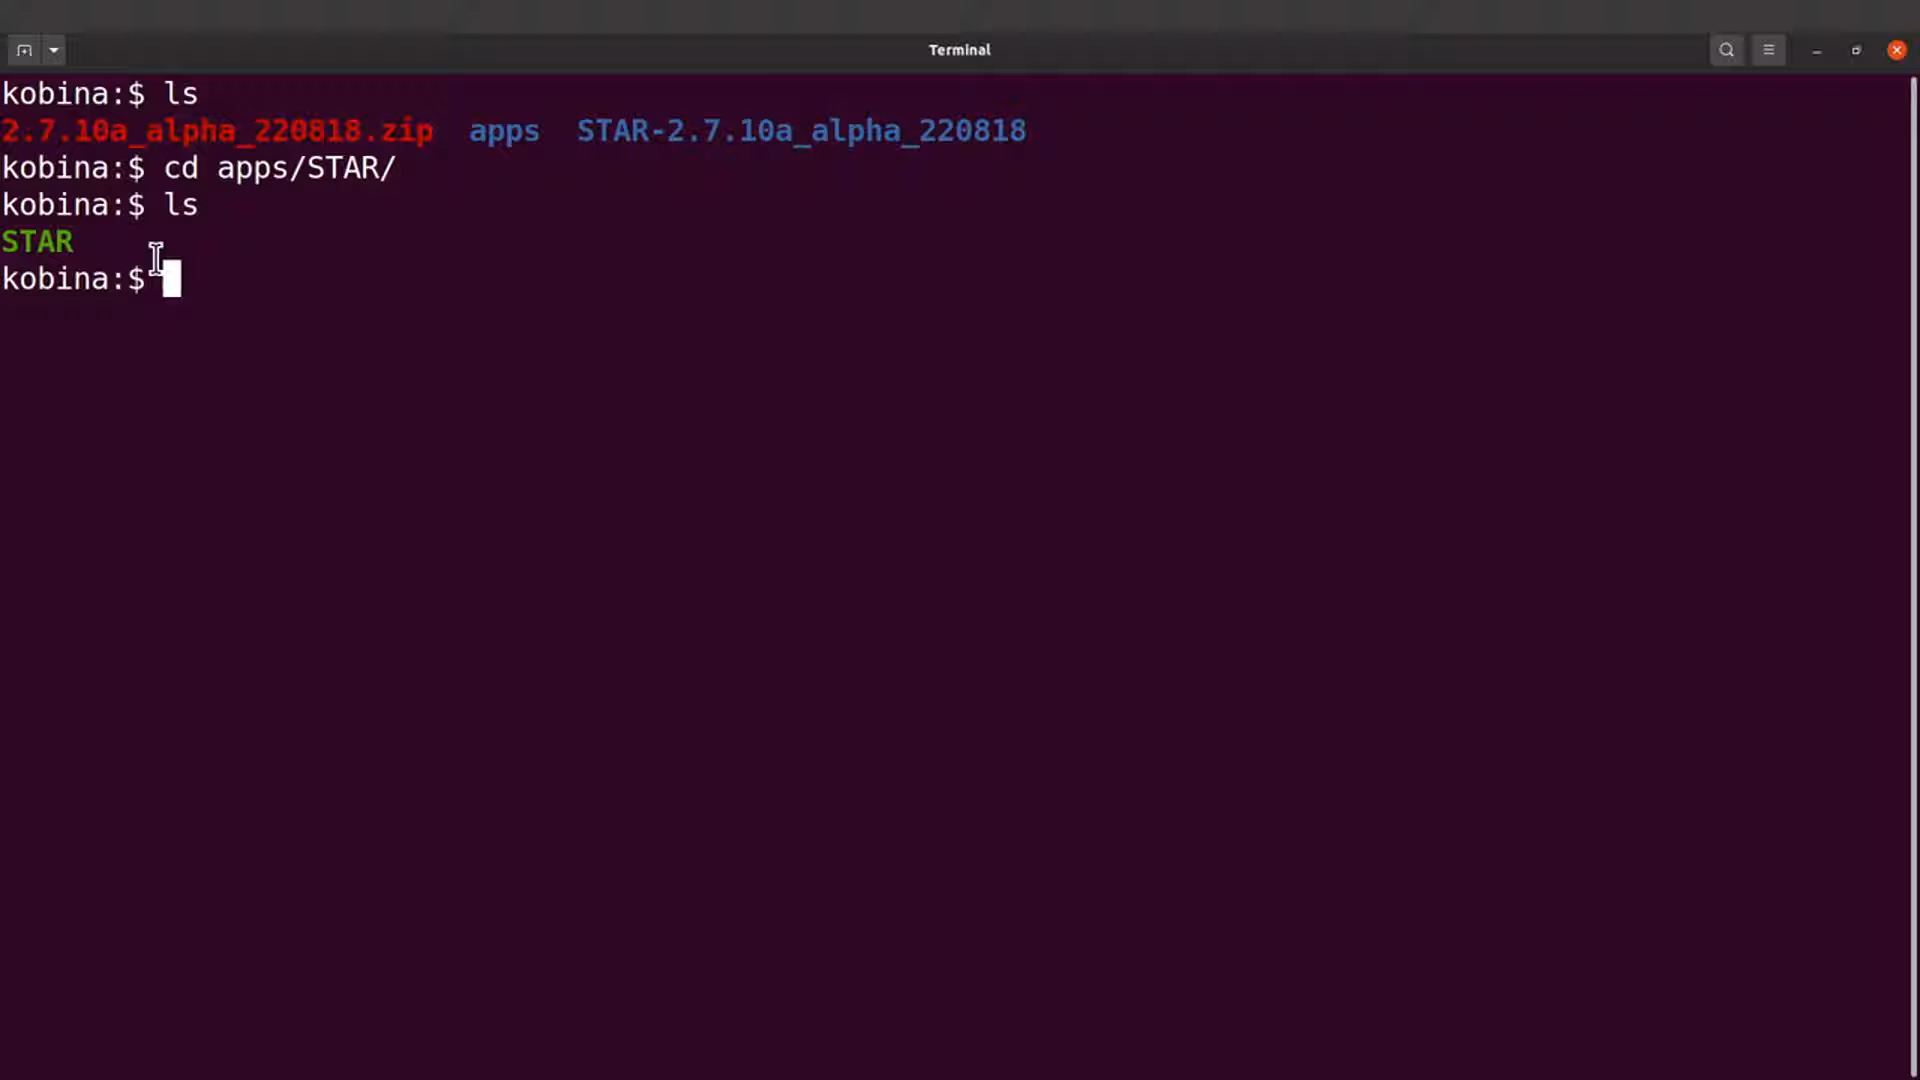 Terminal
kobina:$ ls
2.7.10a_alpha_220818.zip  apps  STAR-2.7.10a_alpha_220818
kobina:$ cd apps/STAR/
kobina:$ ls
STAR
kobina:$